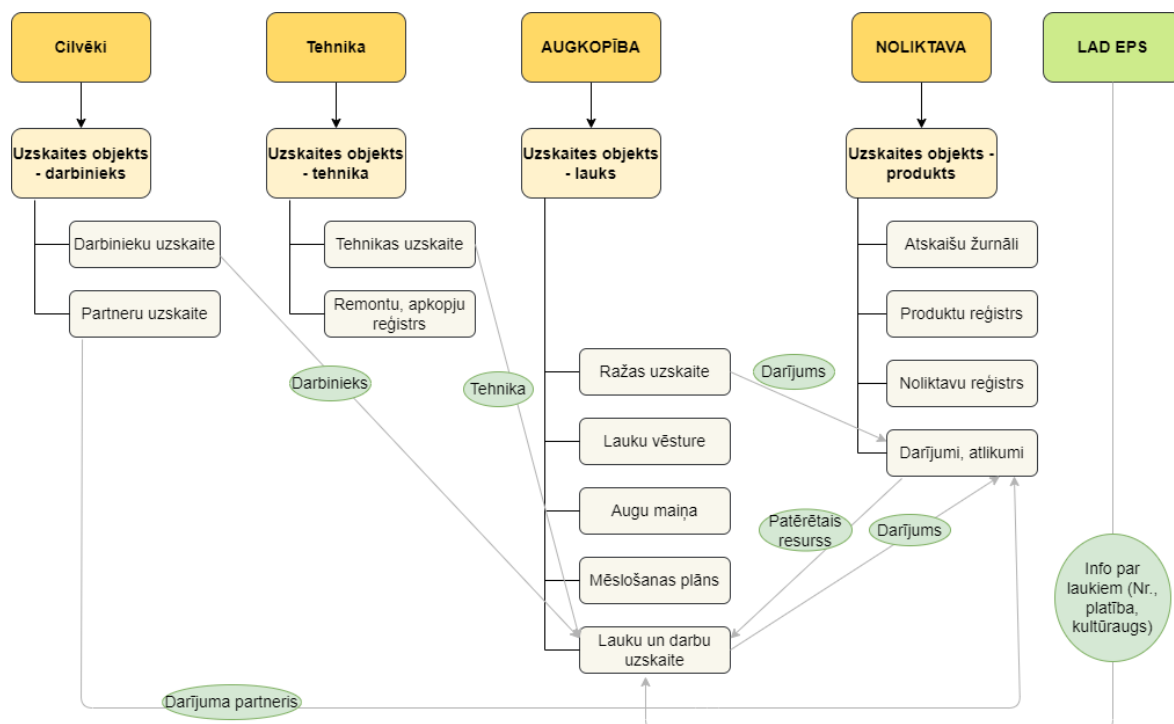 Cilvēki
Tehnika
AUGKOPĪBA
NOLIKTAVA
LAD EPS
Uzskaites objekts
- darbinieks
Uzskaites objekts
- tehnika
Uzskaites objekts
- lauks
Uzskaites objekts -
produkts
Darbinieku uzskaite
Partneru uzskaite
Tehnikas uzskaite
Remontu, apkopju
reģistrs
Atskaišu žurnāli
Produktu reģistrs
Noliktavu reģistrs
Darījumi, atlikumi
Ražas uzskaite
Lauku vēsture
Augu maiņa
Mēslošanas plāns
Lauku un darbu
uzskaite
Darbinieks
Tehnika
Darījums
Patērētais
resurss
Darījums
Info par
laukiem (Nr.,
platība,
kultūraugs)
Darījuma partneris